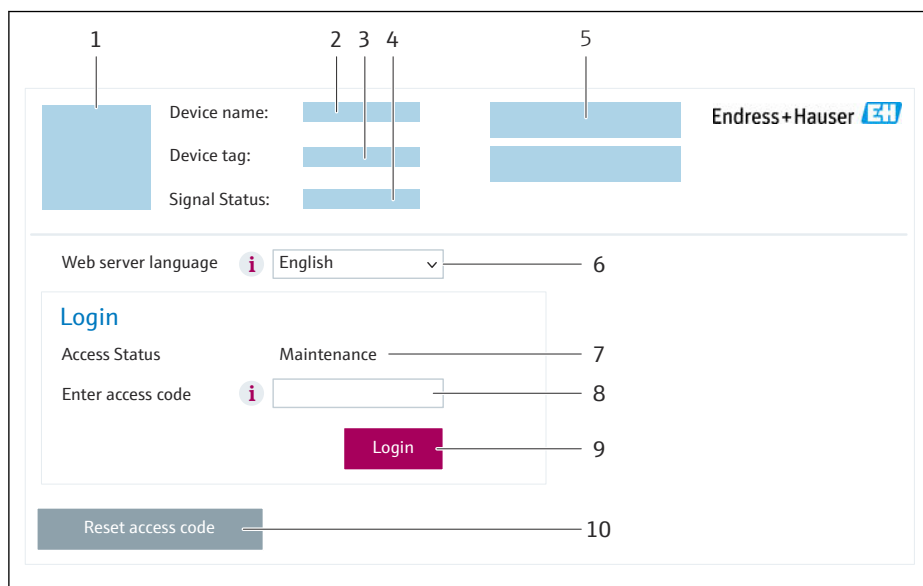 1 2 3 4 5
Device name:
Endress+Hauser EH
Device tag:
Signal Status:
Web server language i English 6
Login
Access Status Maintenance 7
Enter access code i 8
Login 9
Reset access code 10